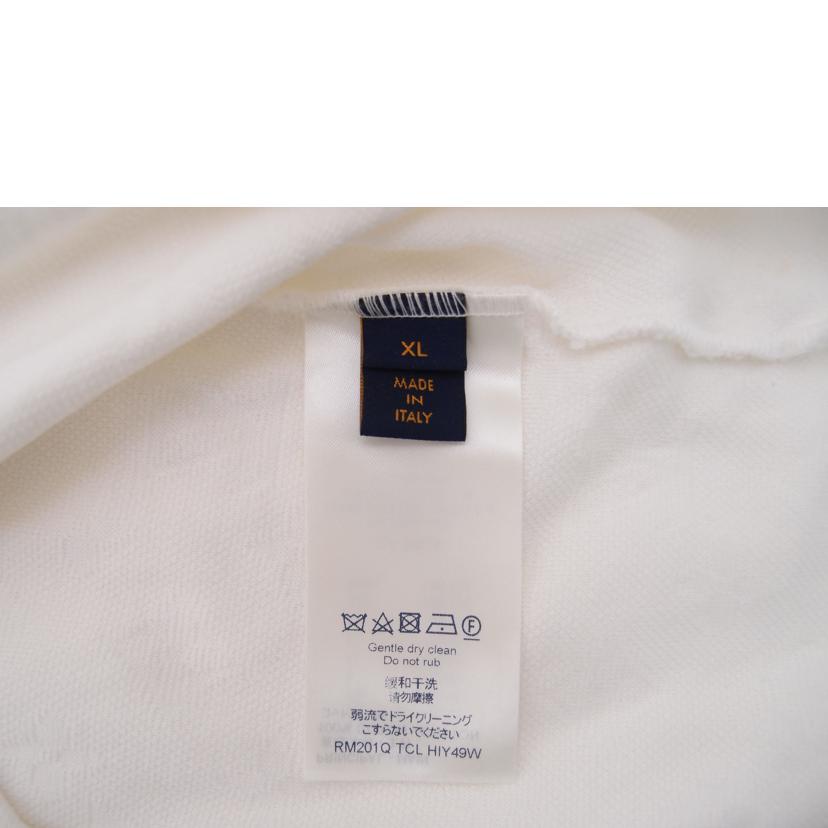 XL
MADE
IN
ITALY
F
Gentle dry clean
Do not rub
缓和干洗
请勿摩擦
弱流でドライクリーニング
こすらないでください
RM201Q TCL HIY49W